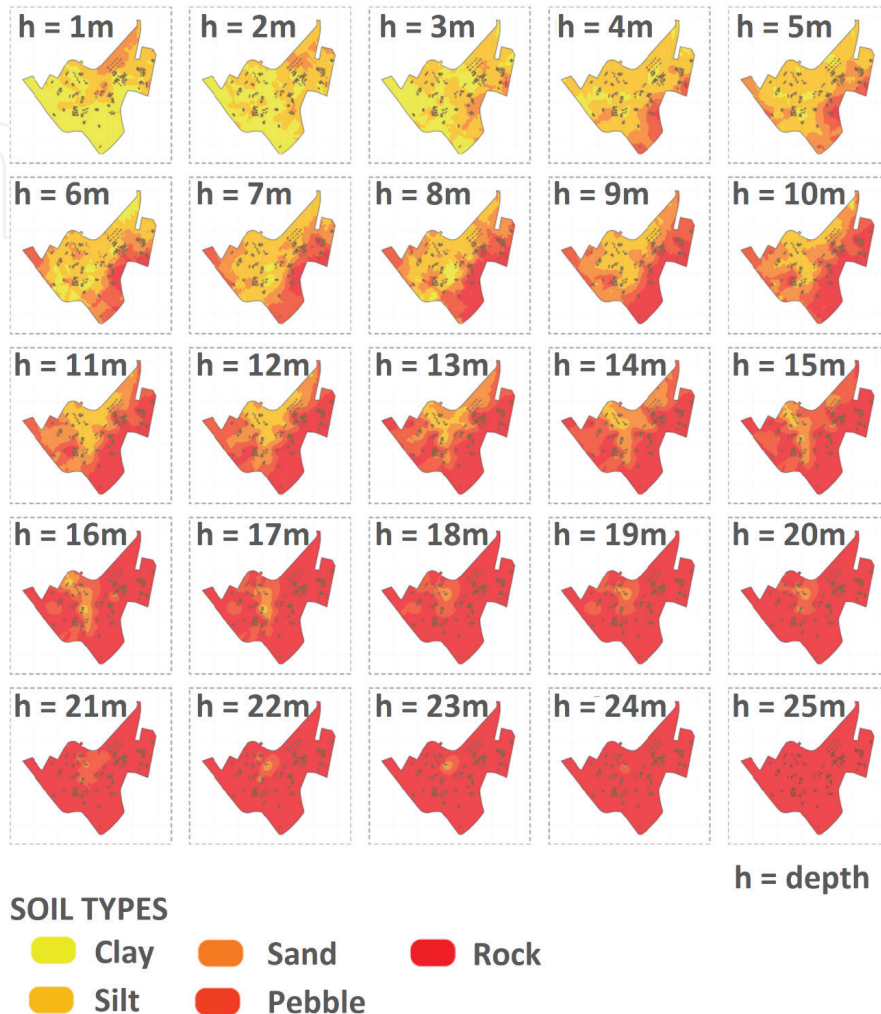 h = 1m h = 2m h = 3m h = 4m h = 5m
h = 6m h = 7m h = 8m h = 9m h = 10m
h = 11m h = 12m h = 13m h = 14m h = 15m
h = 16m h = 17m h = 18m h = 19m h = 20m
h = 21m h = 22m h = 23m h = 24m h = 25m
h = depth
SOIL TYPES
Clay Sand Rock
Silt Pebble